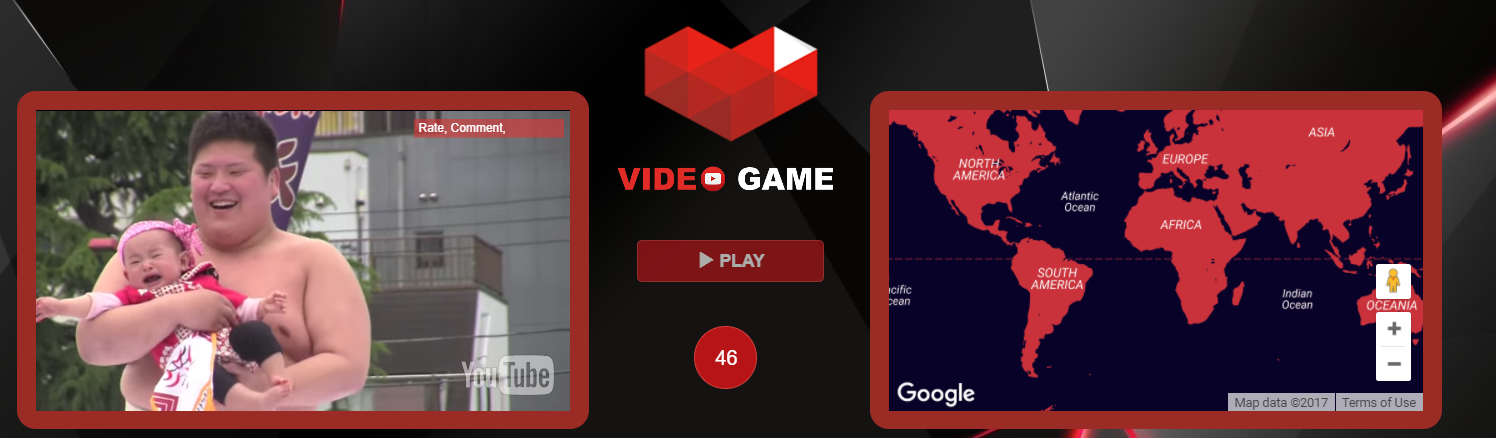 Rate, Comment,
YouTube
VIDEO GAME
PLAY
46
NORTH
AMERICA
Atlantic
Ocean
EUROPE
ASIA
AFRICA
SOUTH
AMERICA
cific
cean
Indian
Ocean
OCEANIA
Google
Map data ©2017
Terms of Use